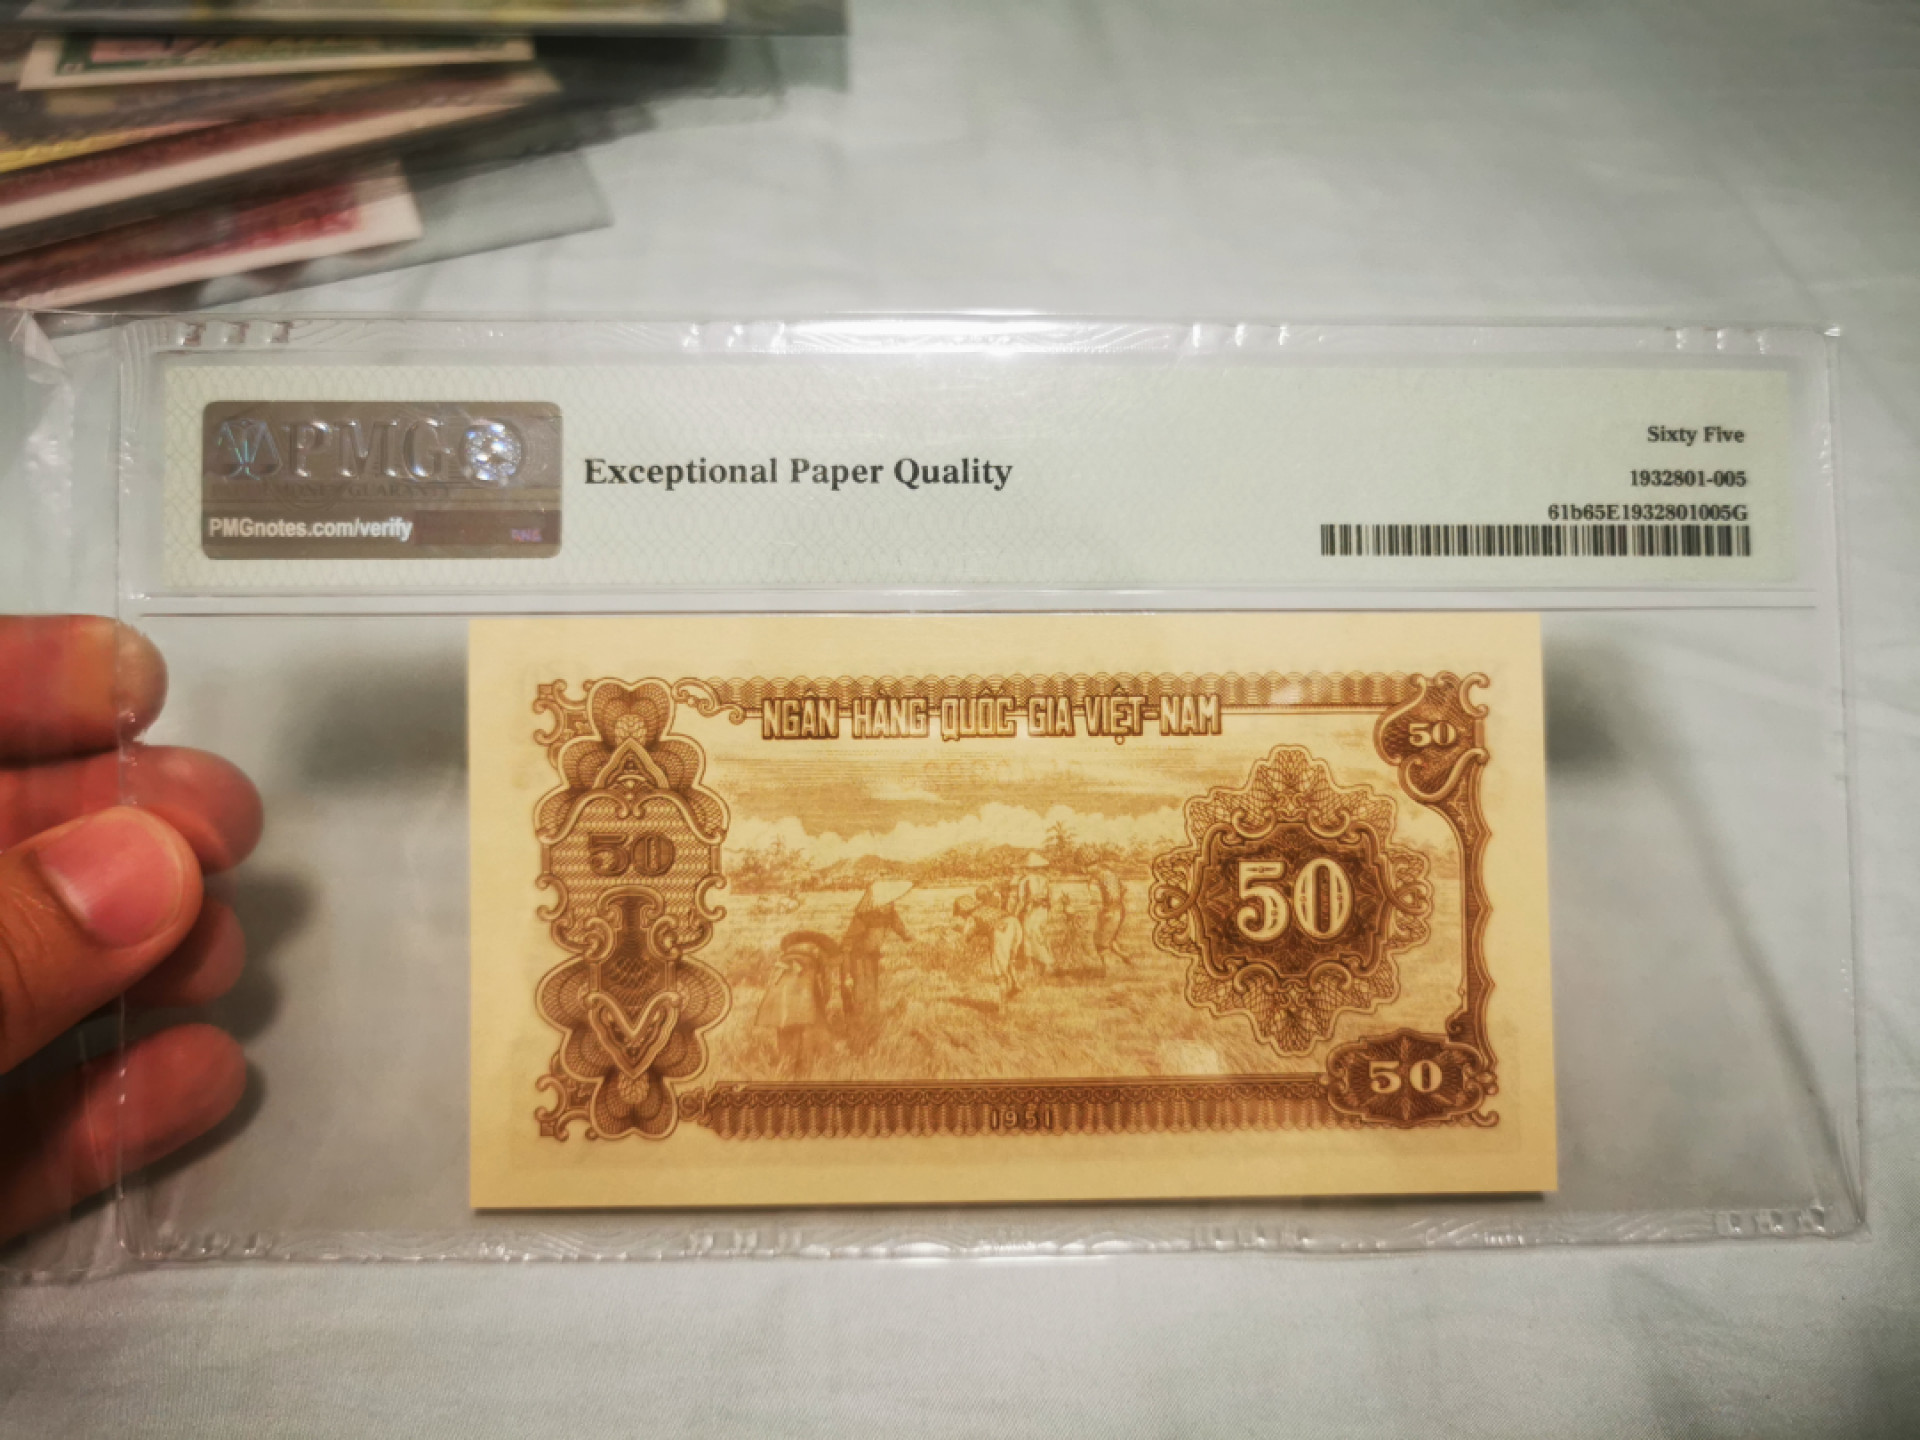 PMG
Exceptional Paper Quality
Sixty Five
1932801-005
PMGnotes.com/verify
61b65E1932801005G
NGÂN HÀNG QUỐC GIA VIỆT-NAM
50
50
50
50
1951